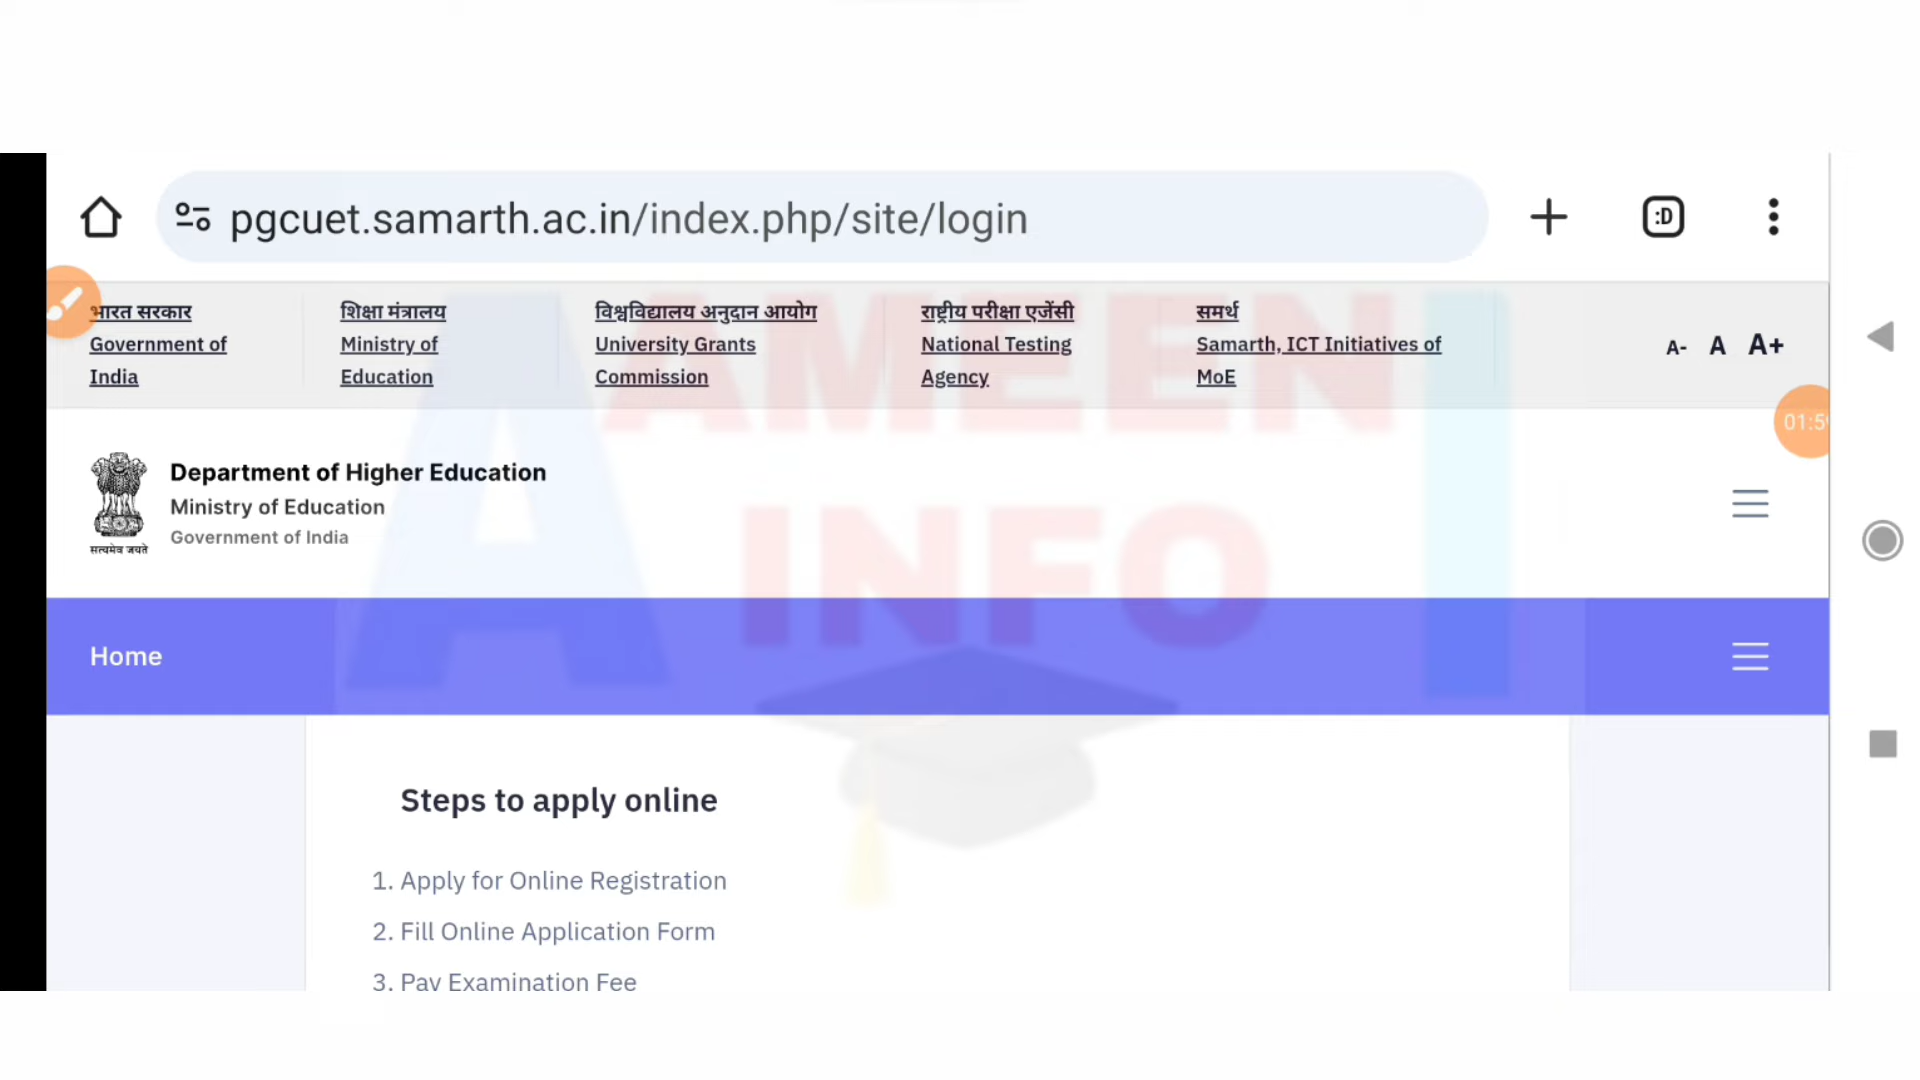 pgcuet.samarth.ac.in/index.php/site/login
:D
भारत सरकार
Government of
India
शिक्षा मंत्रालय
Ministry of
Education
विश्वविद्यालय अनुदान आयोग
University Grants
Commission
राष्ट्रीय परीक्षा एजेंसी
National Testing
Agency
समर्थ
Samarth, ICT Initiatives of
MoE
A- A A+
AMEEN
INFO
A I
Department of Higher Education
Ministry of Education
Government of India
सत्यमेव जयते
Home
Steps to apply online
1. Apply for Online Registration
2. Fill Online Application Form
3. Pay Examination Fee